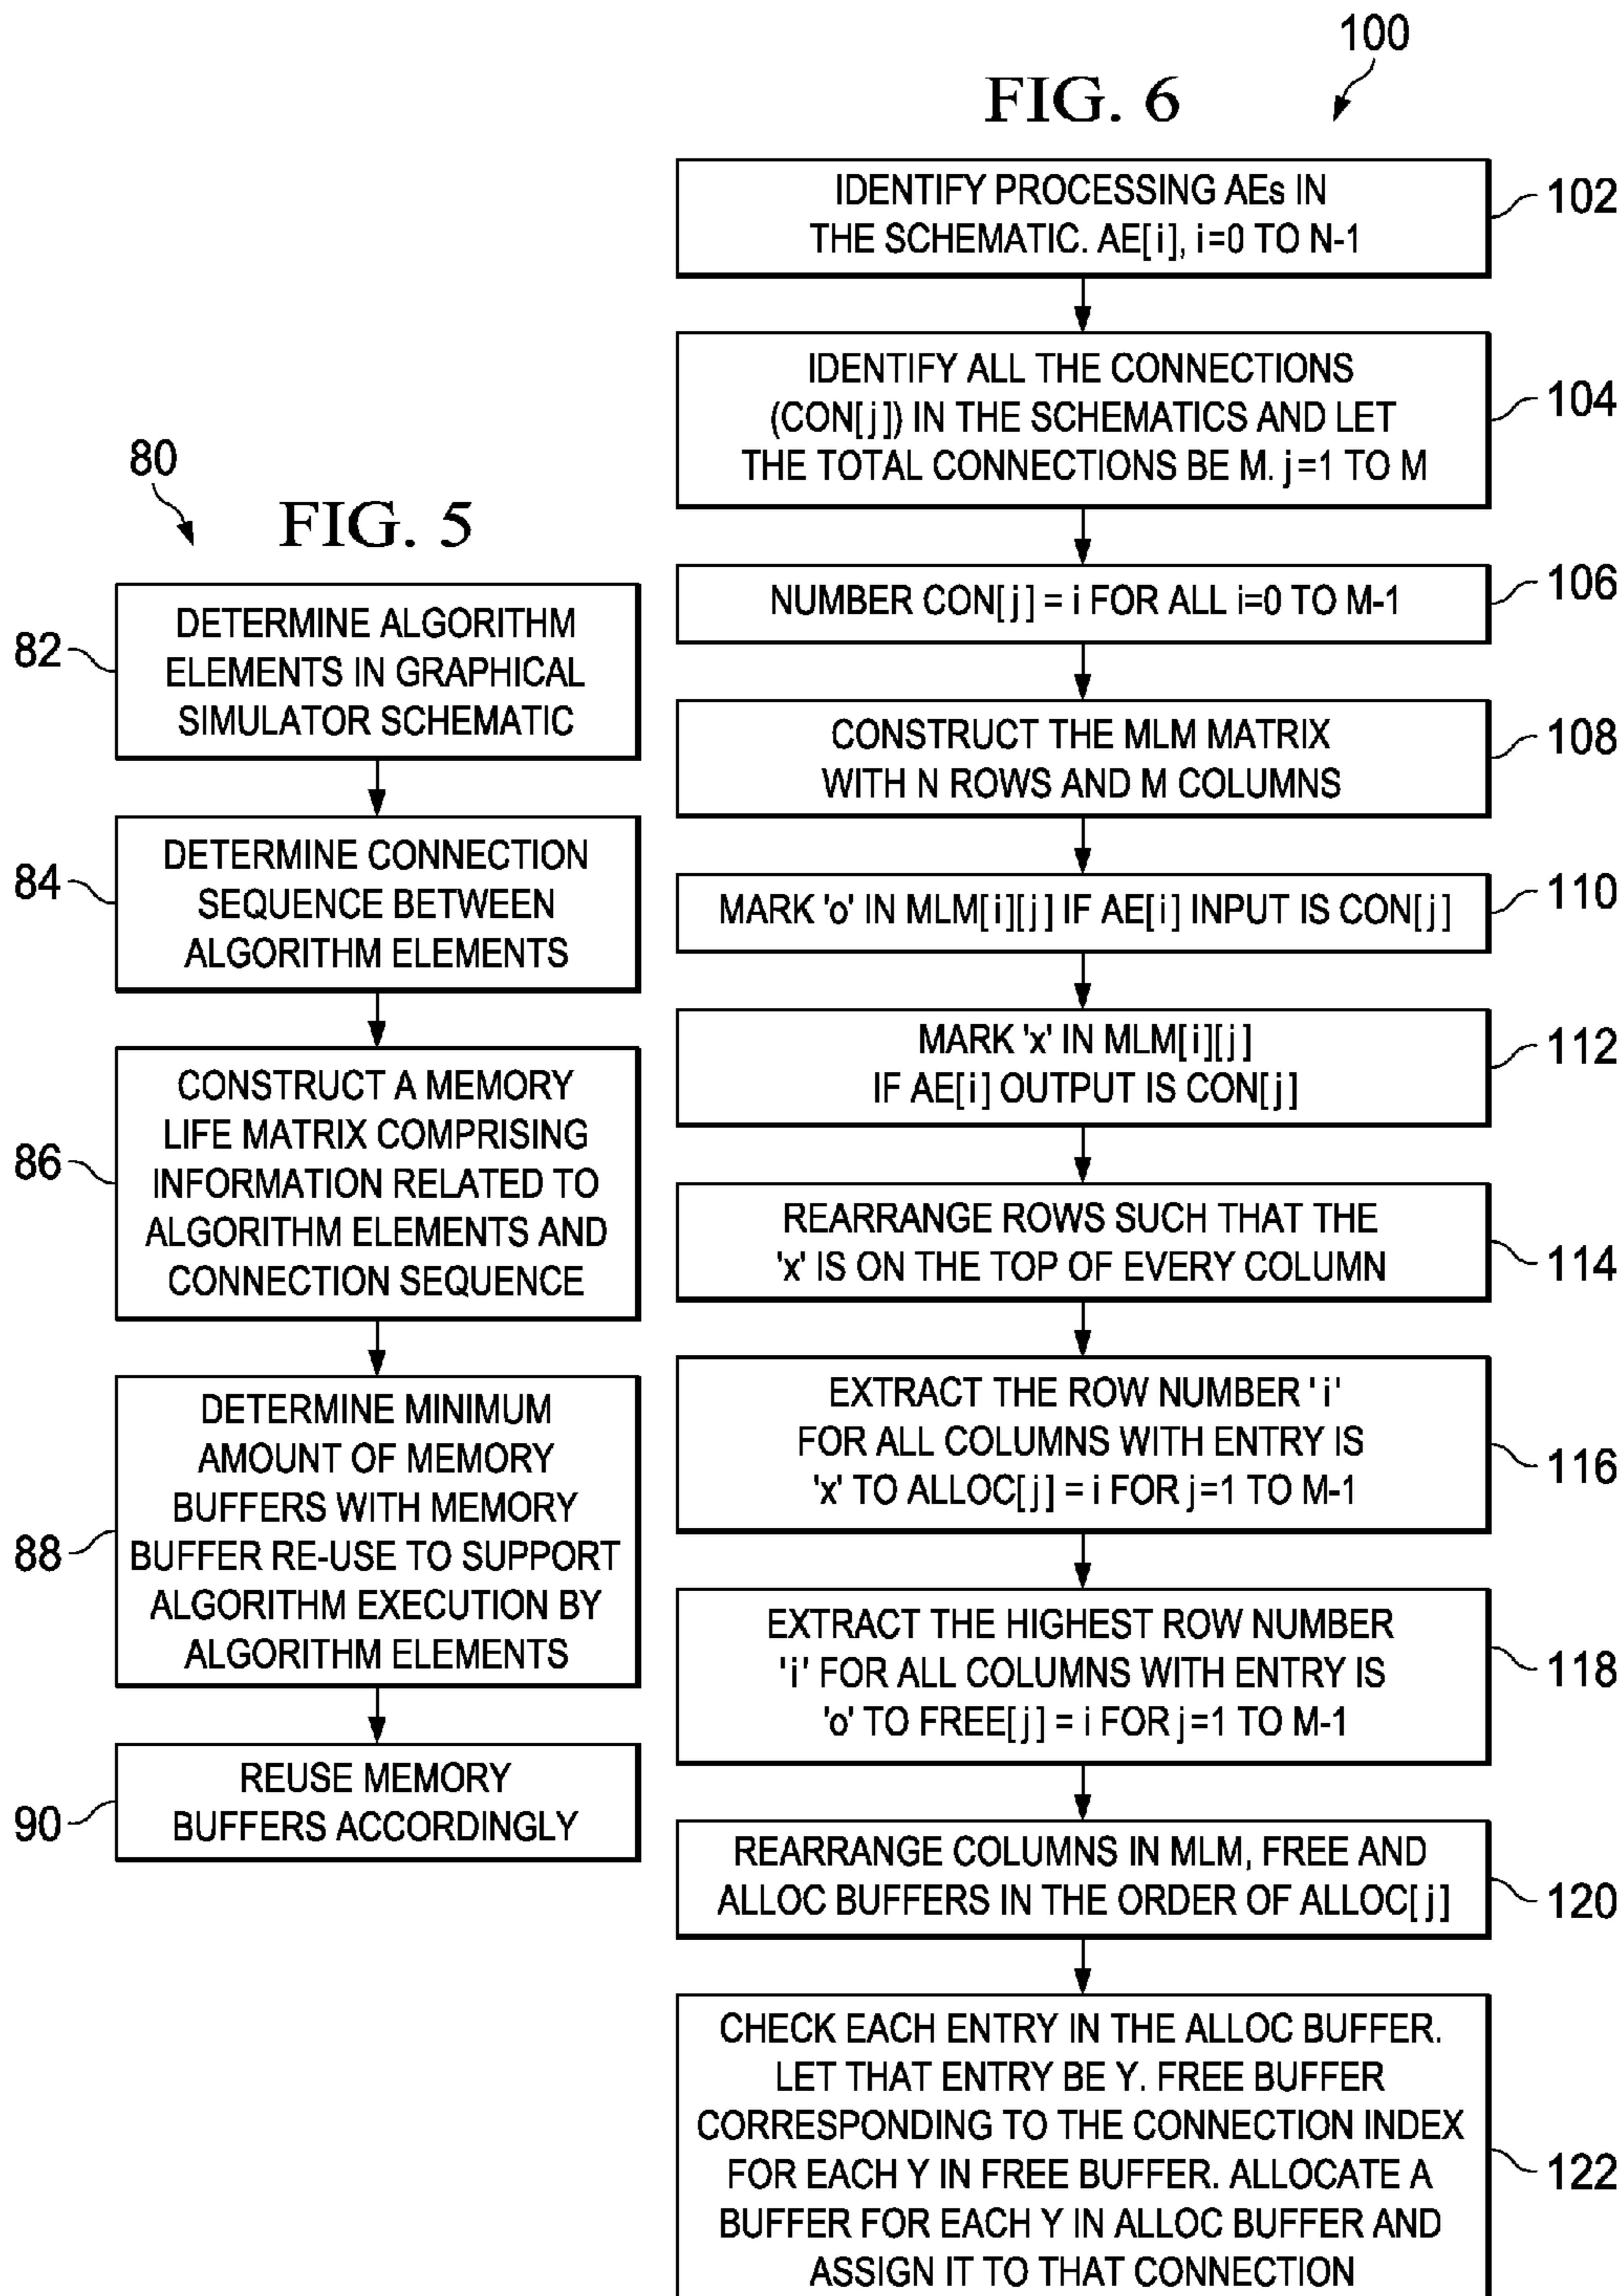 80
FIG. 5
82
DETERMINE ALGORITHM
ELEMENTS IN GRAPHICAL
SIMULATOR SCHEMATIC
84
DETERMINE CONNECTION
SEQUENCE BETWEEN
ALGORITHM ELEMENTS
86
CONSTRUCT A MEMORY
LIFE MATRIX COMPRISING
INFORMATION RELATED TO
ALGORITHM ELEMENTS AND
CONNECTION SEQUENCE
88
DETERMINE MINIMUM
AMOUNT OF MEMORY
BUFFERS WITH MEMORY
BUFFER RE-USE TO SUPPORT
ALGORITHM EXECUTION BY
ALGORITHM ELEMENTS
90
REUSE MEMORY
BUFFERS ACCORDINGLY
100
FIG. 6
IDENTIFY PROCESSING AEs IN
THE SCHEMATIC. AE[i], i=0 TO N-1
102
IDENTIFY ALL THE CONNECTIONS
(CON[j]) IN THE SCHEMATICS AND LET
THE TOTAL CONNECTIONS BE M. j=1 TO M
104
NUMBER CON[j] = i FOR ALL i=0 TO M-1
106
CONSTRUCT THE MLM MATRIX
WITH N ROWS AND M COLUMNS
108
MARK 'o' IN MLM[i][j] IF AE[i] INPUT IS CON[j]
110
MARK 'x' IN MLM[i][j]
IF AE[i] OUTPUT IS CON[j]
112
REARRANGE ROWS SUCH THAT THE
'x' IS ON THE TOP OF EVERY COLUMN
114
EXTRACT THE ROW NUMBER 'i'
FOR ALL COLUMNS WITH ENTRY IS
'x' TO ALLOC[j] = i FOR j=1 TO M-1
116
EXTRACT THE HIGHEST ROW NUMBER
'i' FOR ALL COLUMNS WITH ENTRY IS
'o' TO FREE[j] = i FOR j=1 TO M-1
118
REARRANGE COLUMNS IN MLM, FREE AND
ALLOC BUFFERS IN THE ORDER OF ALLOC[j]
120
CHECK EACH ENTRY IN THE ALLOC BUFFER.
LET THAT ENTRY BE Y. FREE BUFFER
CORRESPONDING TO THE CONNECTION INDEX
FOR EACH Y IN FREE BUFFER. ALLOCATE A
BUFFER FOR EACH Y IN ALLOC BUFFER AND
ASSIGN IT TO THAT CONNECTION
122